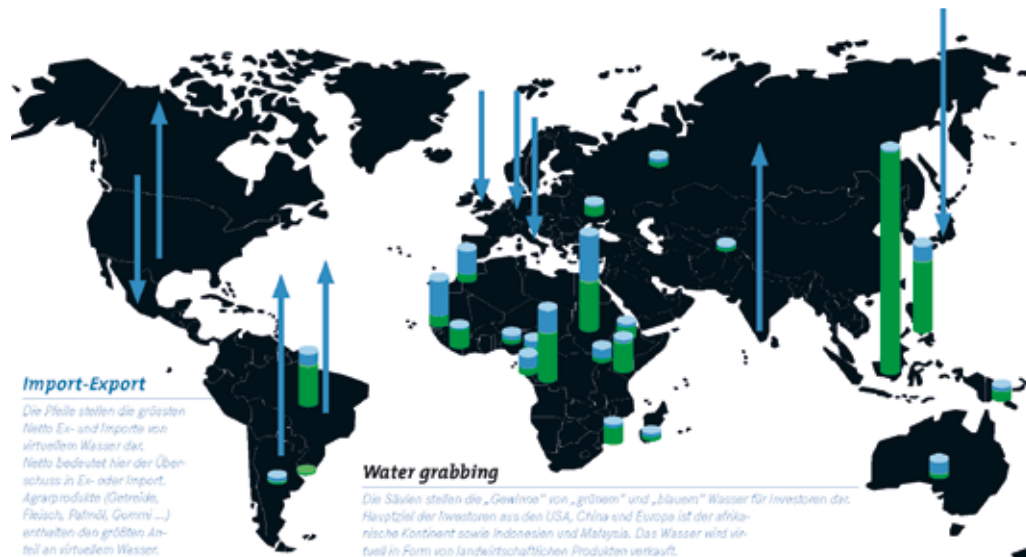 Import-Export
Die Pfeile stellen die grössten
Netto Ex- und Importe von
virtuellem Wasser dar.
Netto bedeutet hier der Über-
schuss in Ex- oder Import.
Agrarprodukte (Getreide,
Fleisch, Palmöl, Gummi ...)
enthalten den größten An-
teil an virtuellem Wasser.
Water grabbing
Die Säulen stellen die „Gewinne" von „grünem" und „blauem" Wasser für Investoren dar.
Hauptziel der Investoren aus den USA, China und Europa ist der afrika-
nische Kontinent sowie Indonesien und Malaysia. Das Wasser wird vir-
tuell in Form von landwirtschaftlichen Produkten verkauft.